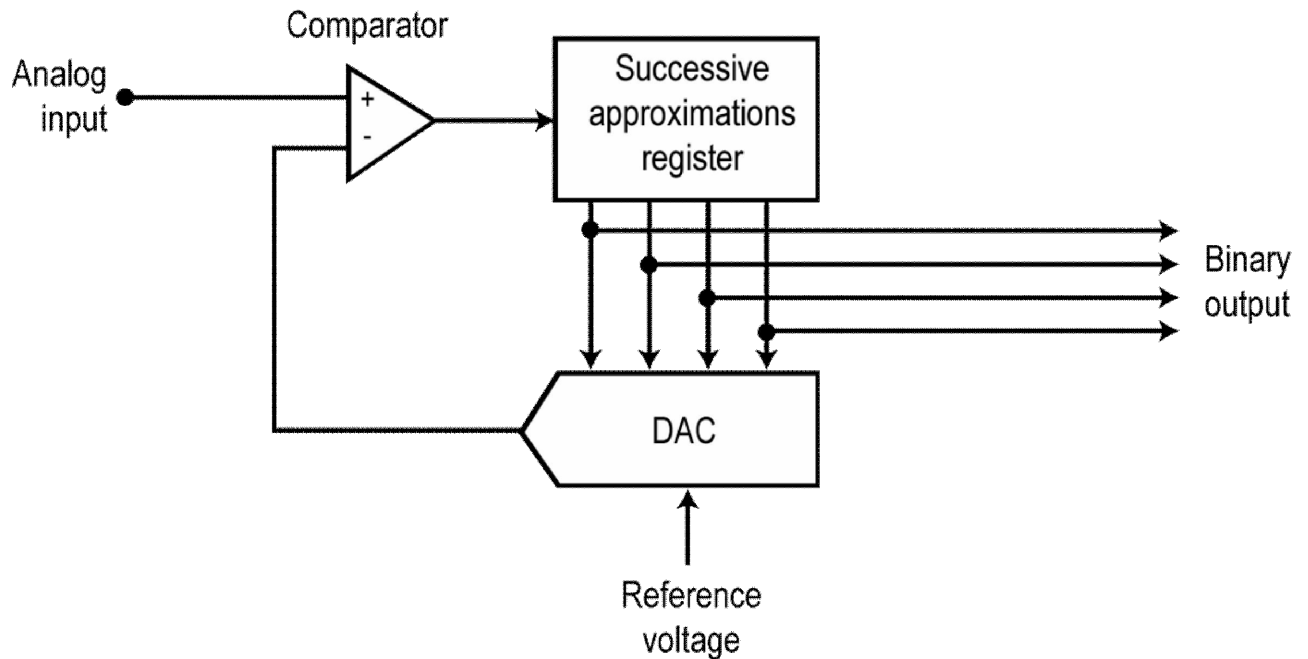 Comparator
Analog
input
+
-
Successive
approximations
register
Binary
output
DAC
Reference
voltage